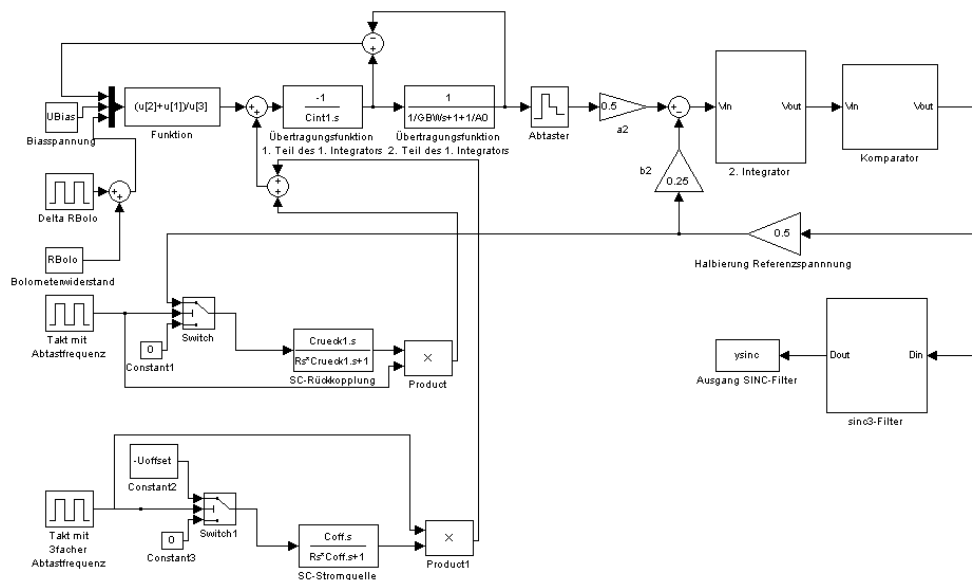 UBias
Biasspannung
(u[2]+u[1])/u[3]
Funktion
-1
Cint1.s
Übertragungsfunktion
1. Teil des 1. Integrators
1
1/GBWs+1+1/A0
Übertragungsfunktion
2. Teil des 1. Integrators
Abtaster
0.5
a2
Vin
Vout
2. Integrator
Vin
Vout
Komparator
b2
0.25
Delta RBolo
RBolo
Bolometerwiderstand
0.5
Halbierung Referenzspannnung
Takt mit
Abtastfrequenz
0
Constant1
Switch
Crueck1.s
Rs*Crueck1.s+1
SC-Rückkopplung
×
Product
ysinc
Ausgang SINC-Filter
Dout
Din
sinc3-Filter
-Uoffset
Constant2
Takt mit
3facher
Abtastfrequenz
0
Constant3
Switch1
Coff.s
Rs*Coff.s+1
SC-Stromquelle
×
Product1